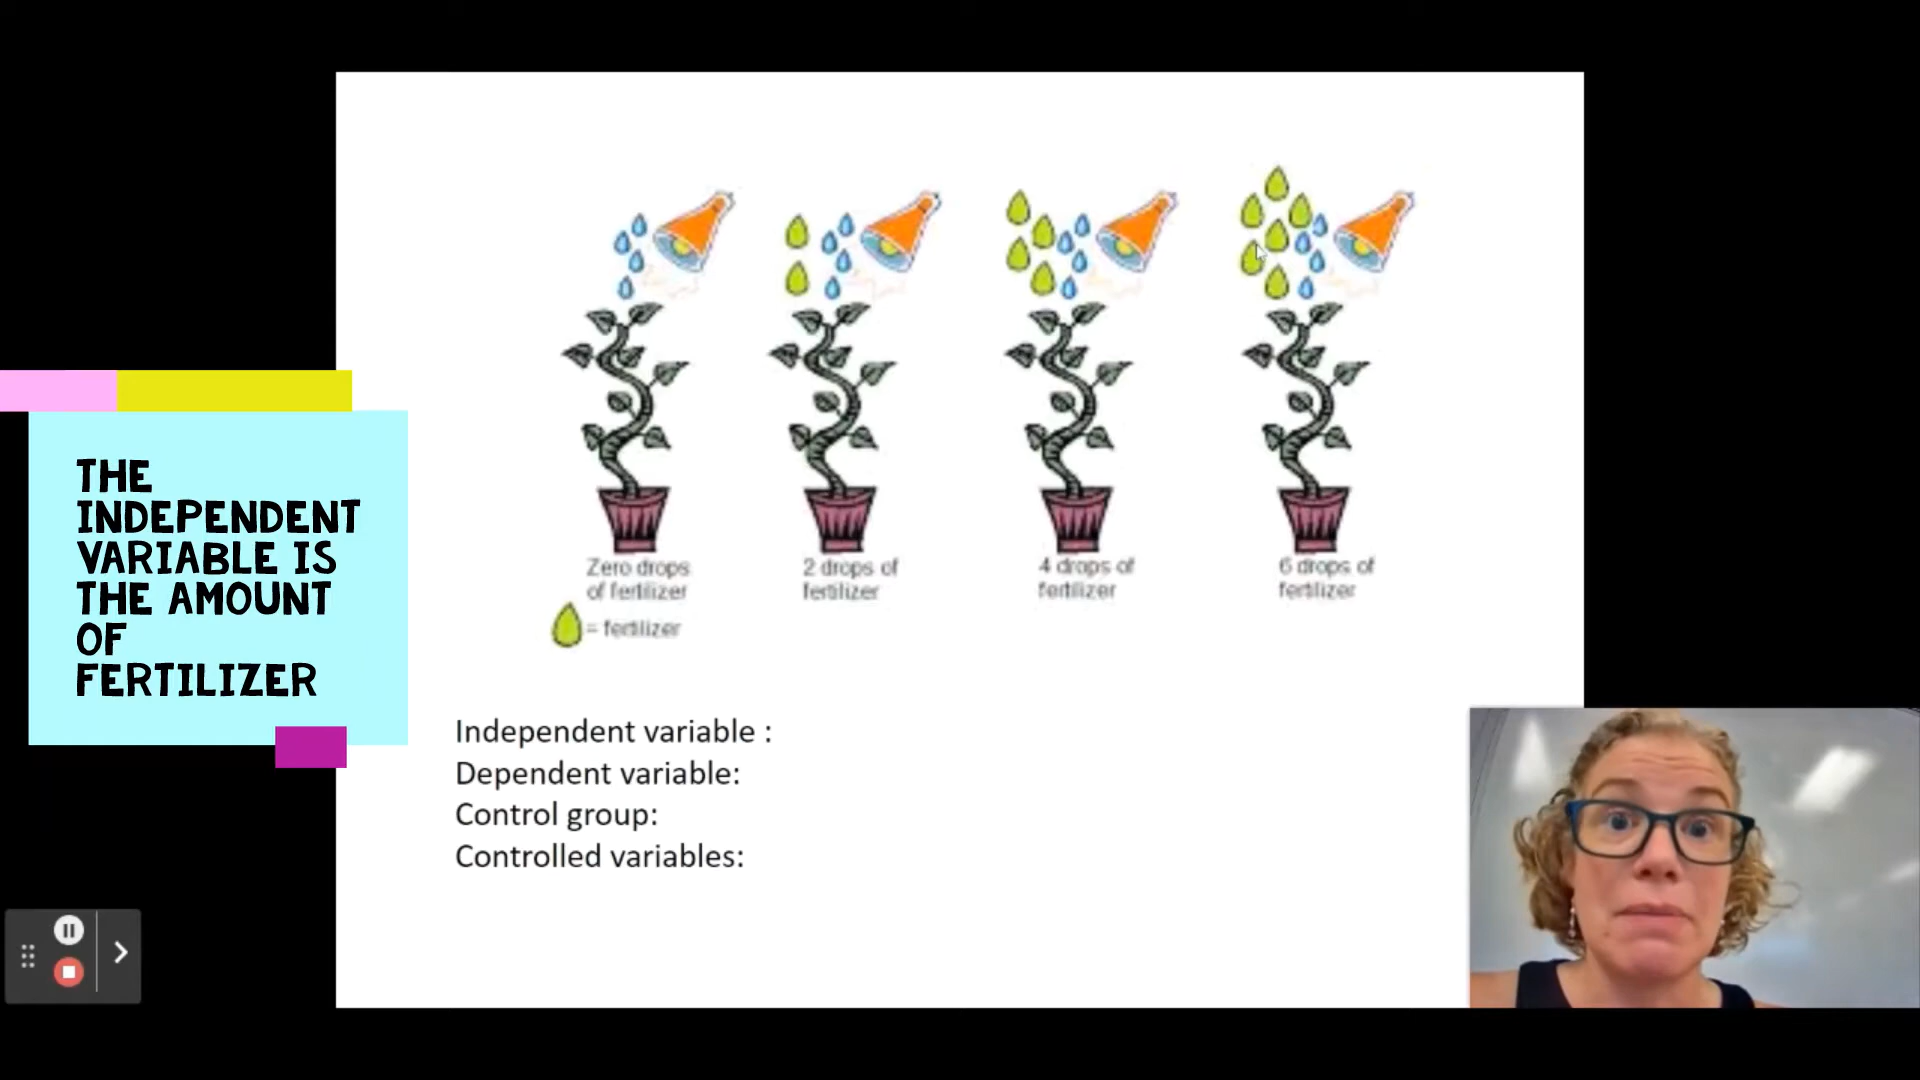 THE
INDEPENDENT
VARIABLE IS
THE AMOUNT
OF
FERTILIZER
Zero drops
of fertilizer
2 drops of
fertilizer
4 drops of
fertilizer
6 drops of
fertilizer
= fertilizer
Independent variable :
Dependent variable:
Control group:
Controlled variables: